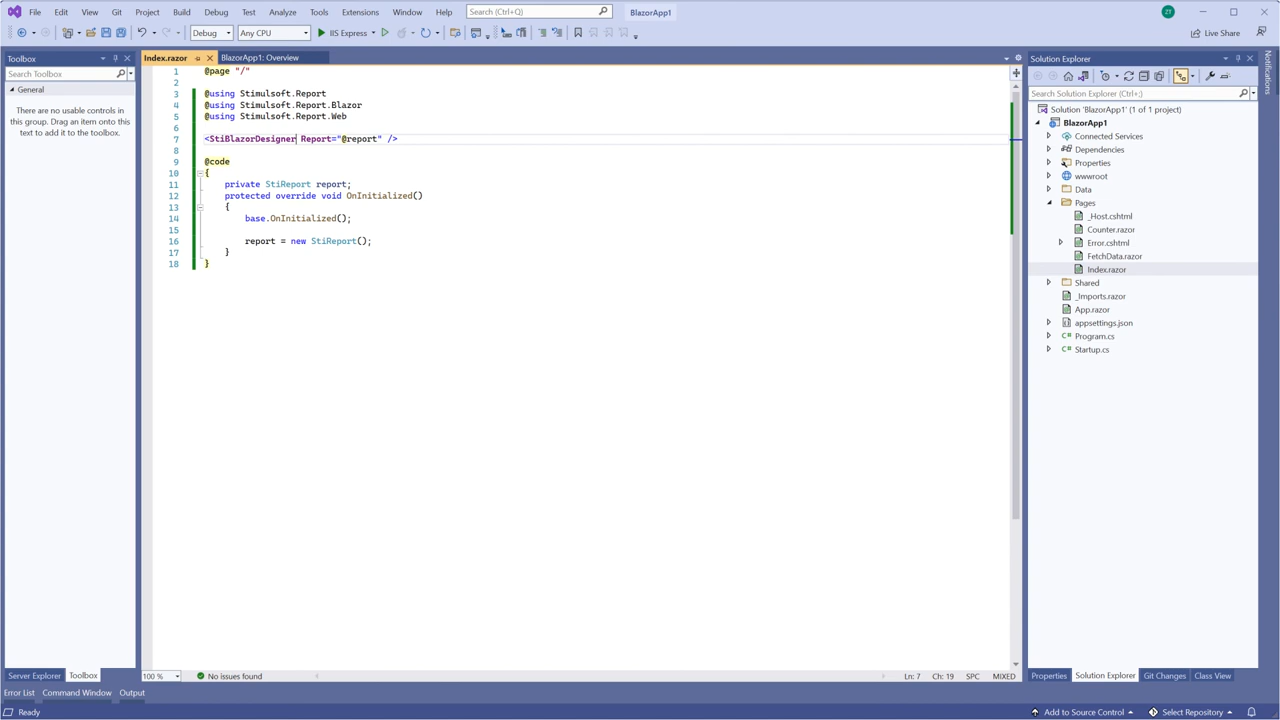 File Edit View Git Project Build Debug Test Analyze Tools Extensions Window Help Search (Ctrl+Q) BlazorApp1 ZT
Debug Any CPU IIS Express Live Share
Toolbox
Search Toolbox
General
There are no usable controls in
this group. Drag an item onto this
text to add it to the toolbox.
Server Explorer Toolbox
Index.razor BlazorApp1: Overview
1 @page "/"
2
3 @using Stimulsoft.Report
4 @using Stimulsoft.Report.Blazor
5 @using Stimulsoft.Report.Web
6
7 <StiBlazorDesigner Report="@report" />
8
9 @code
10 {
11 private StiReport report;
12 protected override void OnInitialized()
13 {
14 base.OnInitialized();
15
16 report = new StiReport();
17 }
18 }
100 % No issues found Ln: 7 Ch: 19 SPC MIXED
Solution Explorer
Search Solution Explorer (Ctrl+;)
Solution 'BlazorApp1' (1 of 1 project)
BlazorApp1
Connected Services
Dependencies
Properties
wwwroot
Data
Pages
_Host.cshtml
Counter.razor
Error.cshtml
FetchData.razor
Index.razor
Shared
_Imports.razor
App.razor
appsettings.json
Program.cs
Startup.cs
Properties Solution Explorer Git Changes Class View
Notifications
Error List Command Window Output
Ready Add to Source Control Select Repository